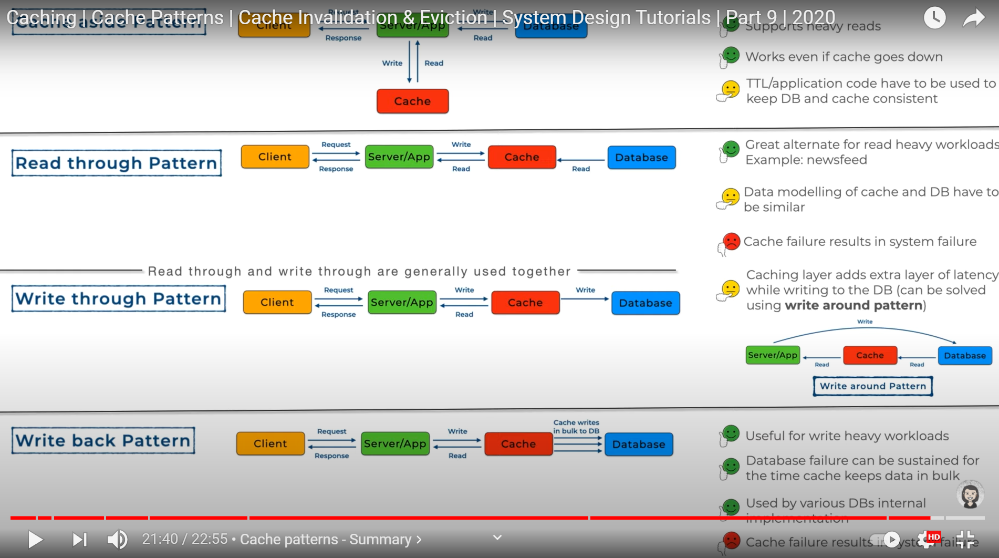 Caching | Cache Patterns | Cache Invalidation & Eviction | System Design Tutorials | Part 9 | 2020
Cache aside Pattern
Client
Request
Response
Server/App
Write
Read
Database
Write
Read
Cache
Supports heavy reads
Works even if cache goes down
TTL/application code have to be used to
keep DB and cache consistent
Read through Pattern
Client
Request
Response
Server/App
Write
Read
Cache
Read
Database
Great alternate for read heavy workloads
Example: newsfeed
Data modelling of cache and DB have to
be similar
Cache failure results in system failure
Read through and write through are generally used together
Write through Pattern
Client
Request
Response
Server/App
Write
Read
Cache
Write
Database
Caching layer adds extra layer of latency
while writing to the DB (can be solved
using write around pattern)
Write
Server/App
Read
Cache
Read
Database
Write around Pattern
Write back Pattern
Client
Request
Response
Server/App
Write
Read
Cache
Cache writes
in bulk to DB
Database
Useful for write heavy workloads
Database failure can be sustained for
the time cache keeps data in bulk
Used by various DBs internal
implementation
Cache failure results in system failure
21:40 / 22:55 • Cache patterns - Summary
HD